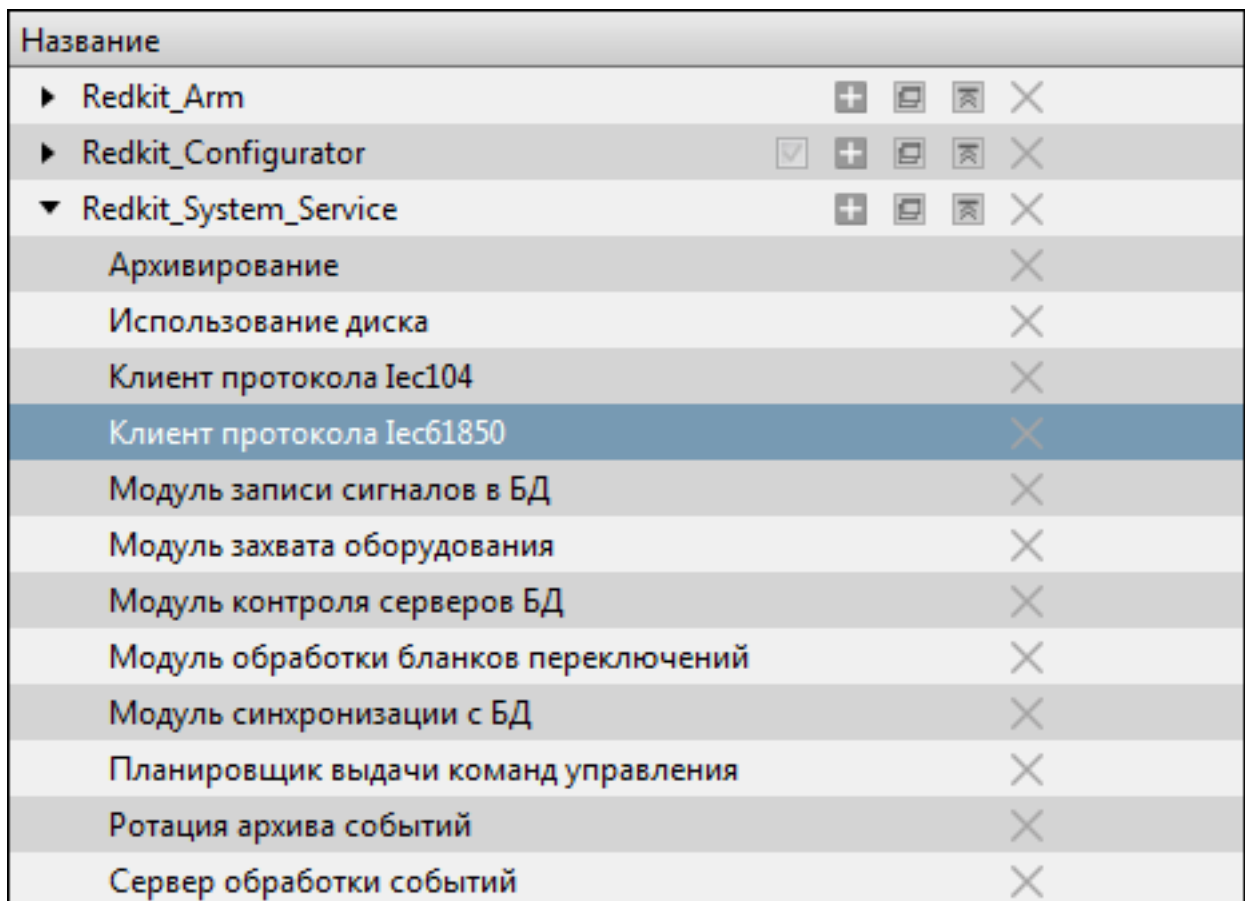 Название
Redkit_Arm
Redkit_Configurator
Redkit_System_Service
Архивирование
Использование диска
Клиент протокола Iec104
Клиент протокола Iec61850
Модуль записи сигналов в БД
Модуль захвата оборудования
Модуль контроля серверов БД
Модуль обработки бланков переключений
Модуль синхронизации с БД
Планировщик выдачи команд управления
Ротация архива событий
Сервер обработки событий